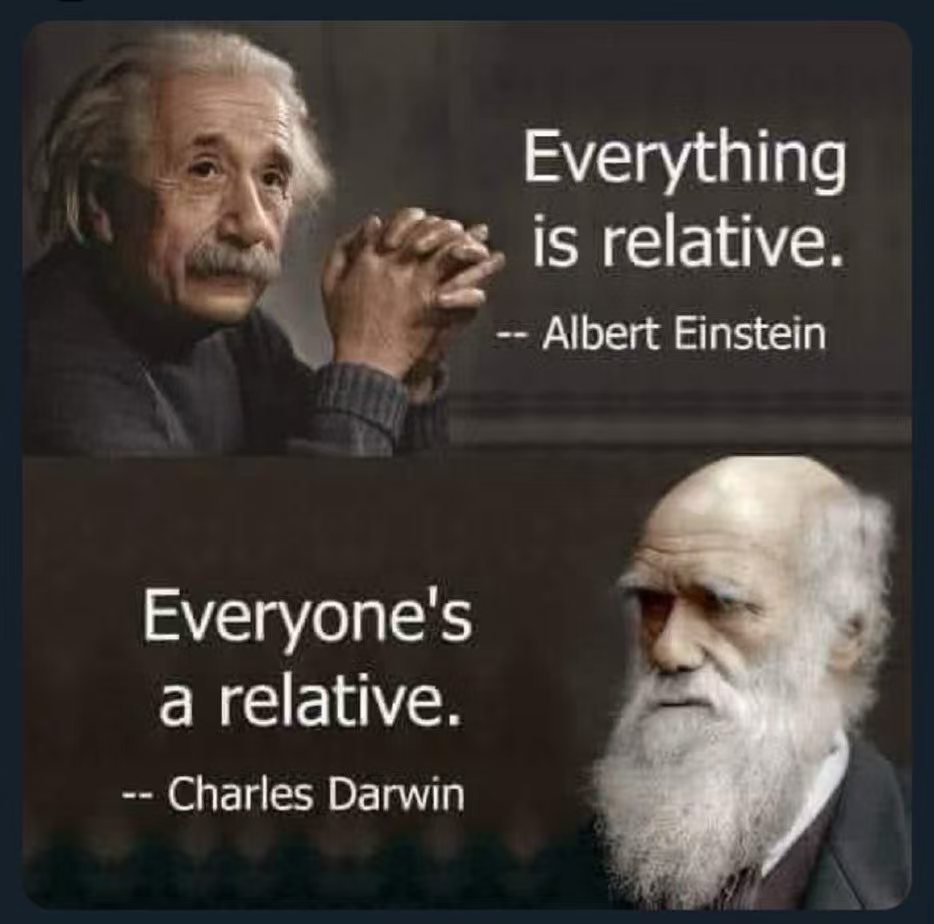 Everything
is relative.
-- Albert Einstein
Everyone's
a relative.
-- Charles Darwin